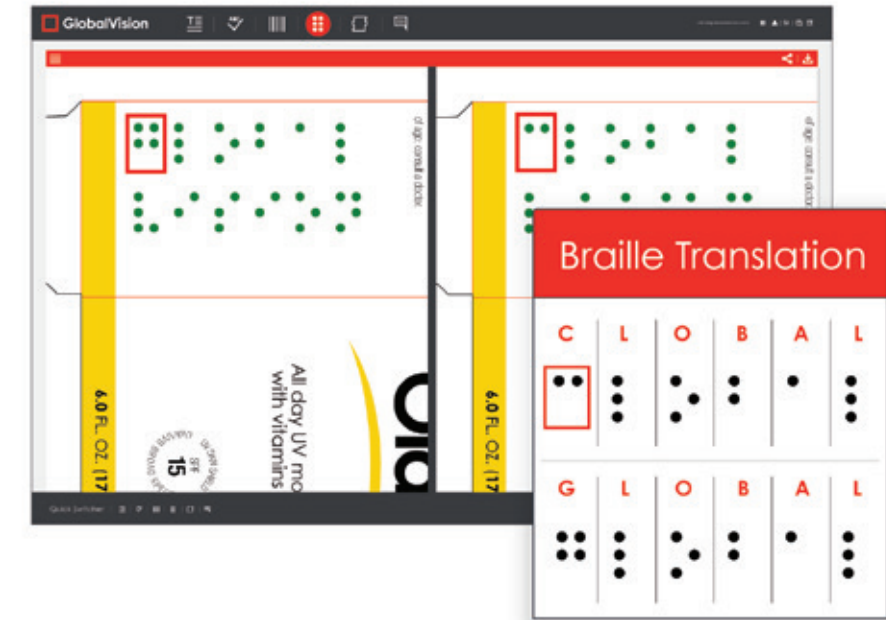 GlobalVision
of age: consult a doctor.
of age: consult a doctor
6.0 FL. OZ. (17
All day UV mo
with vitamins
SPF
15
6.0 FL. OZ. (17
Quick Switcher
Braille Translation
C L O B A L
G L O B A L